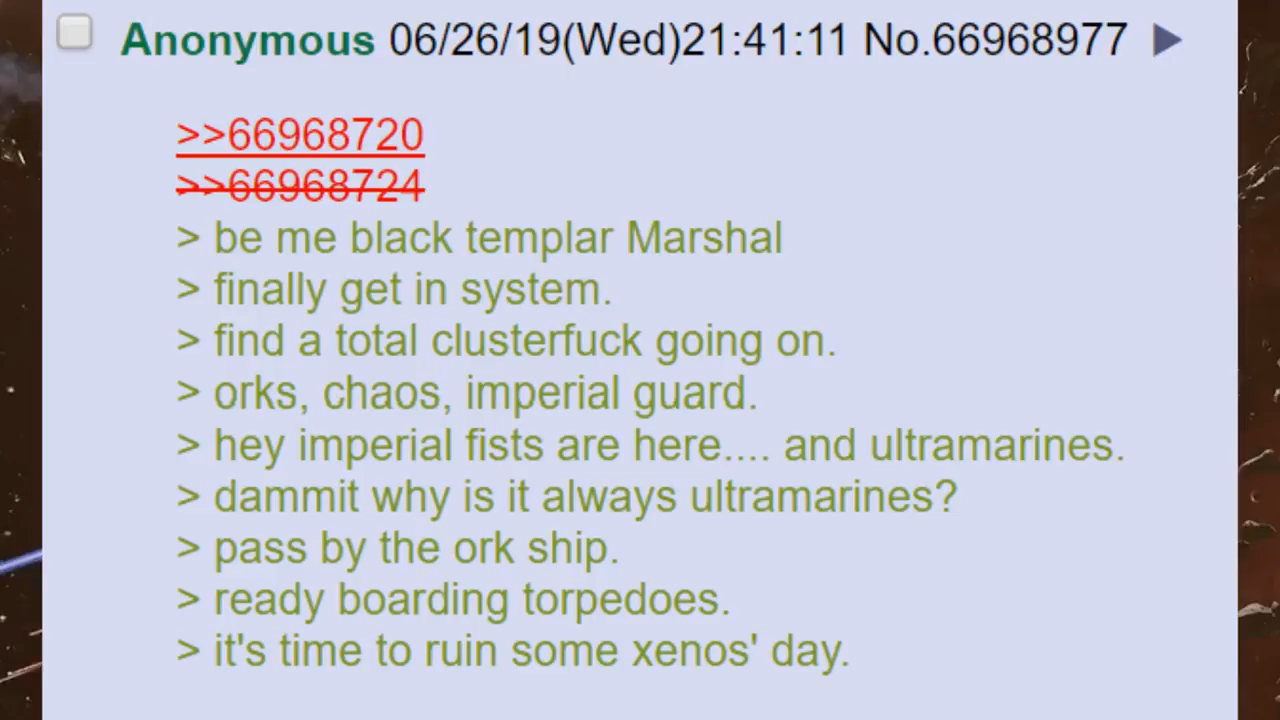 Anonymous 06/26/19(Wed)21:41:11 No.66968977 ▶
>>66968720
>>66968724
> be me black templar Marshal
> finally get in system.
> find a total clusterfuck going on.
> orks, chaos, imperial guard.
> hey imperial fists are here.... and ultramarines.
> dammit why is it always ultramarines?
> pass by the ork ship.
> ready boarding torpedoes.
> it's time to ruin some xenos' day.